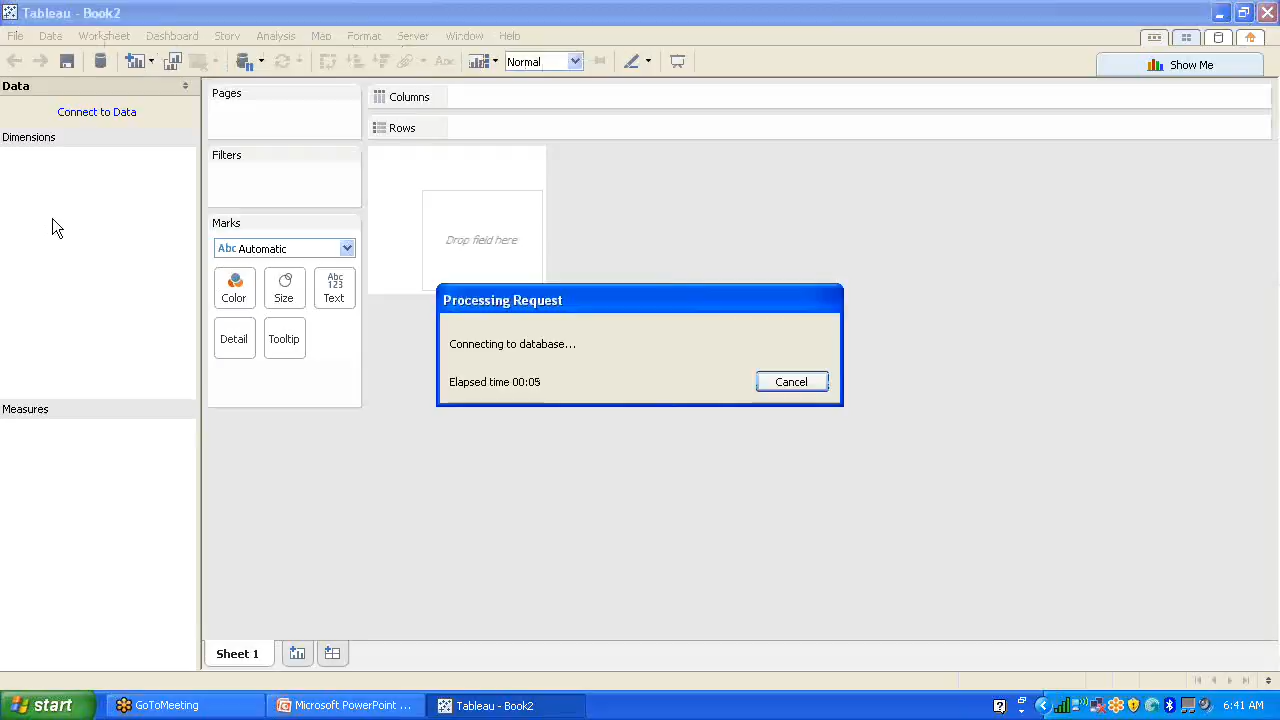 Tableau - Book2
File Data Worksheet Dashboard Story Analysis Map Format Server Window Help
Abc Normal
Show Me
Data
Connect to Data
Dimensions
Measures
Pages
Filters
Marks
Abc Automatic
Color Size Abc 123 Text
Detail Tooltip
Columns
Rows
Drop field here
Processing Request
Connecting to database...
Elapsed time 00:05 Cancel
Sheet 1
start GoToMeeting Microsoft PowerPoint ... Tableau - Book2 6:41 AM